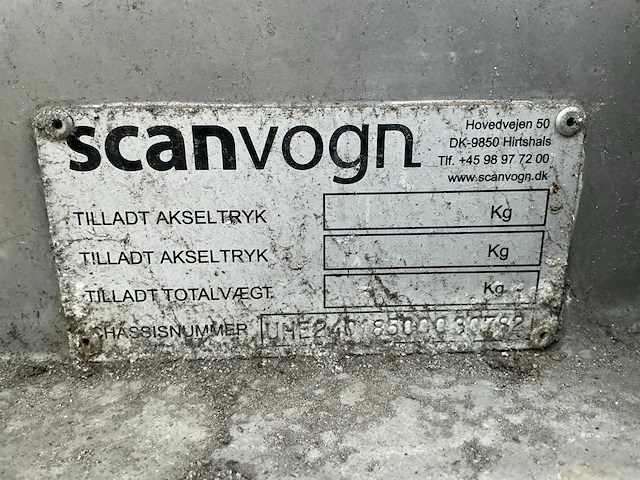 scanvogn
Hovedvejen 50
DK-9850 Hirtshals
Tlf. +45 98 97 72 00
www.scanvogn.dk
TILLADT AKSELTRYK Kg
TILLADT AKSELTRYK Kg
TILLADT TOTALVÆGT Kg
CHASSISNUMMER